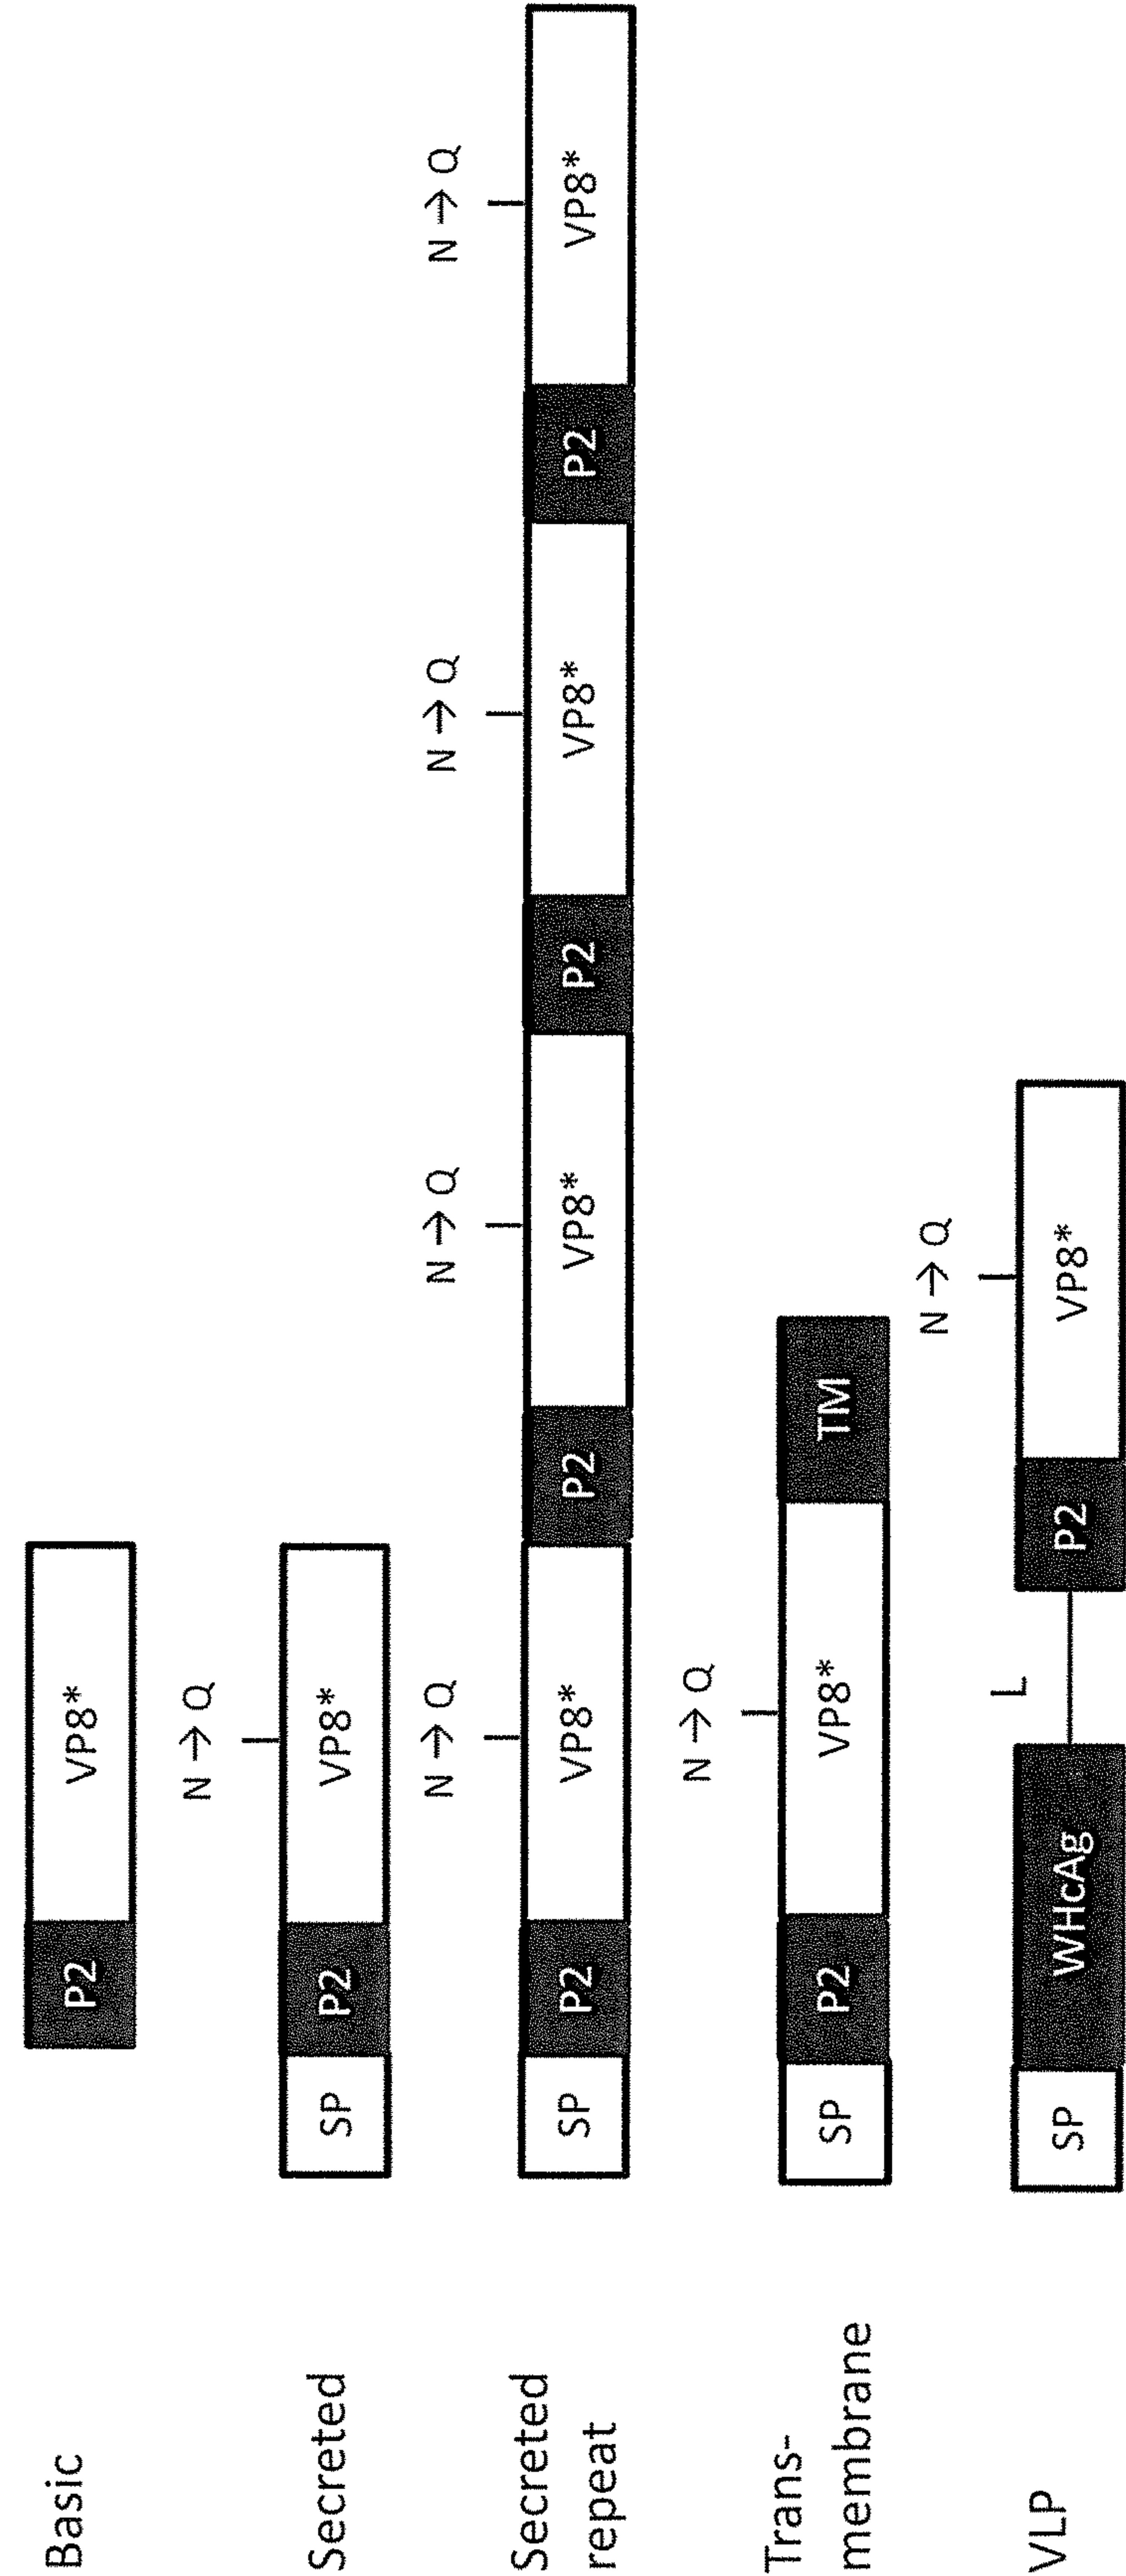 Basic
P2 VP8*
N → Q
Secreted
SP P2 VP8*
N → Q N → Q N → Q N → Q
Secreted
repeat
SP P2 VP8* P2 VP8* P2 VP8* P2 VP8*
N → Q
Trans-
membrane
SP P2 VP8* TM
N → Q
L
VLP
SP WHcAg P2 VP8*